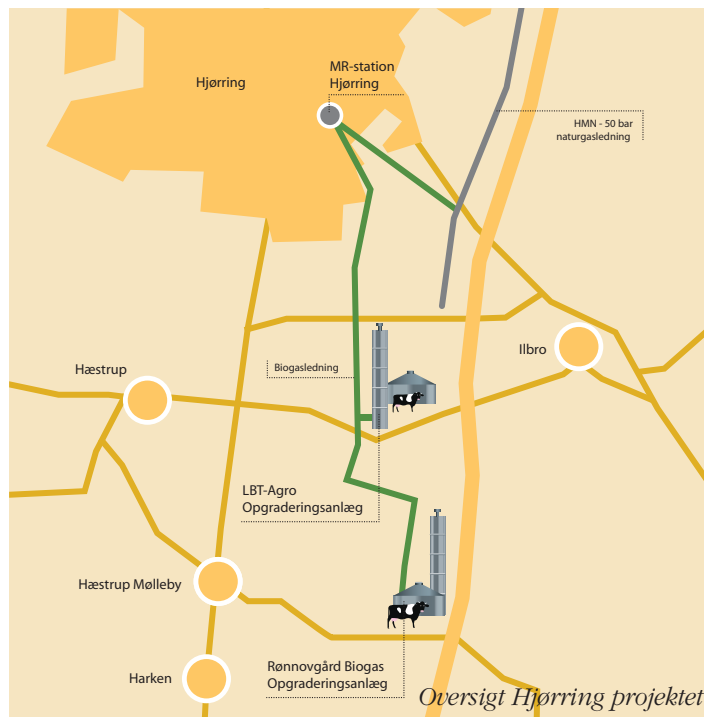 MR-station
Hjørring
Hjørring
HMN - 50 bar
naturgasledning
Ilbro
Hæstrup
Biogasledning
LBT-Agro
Opgraderingsanlæg
Hæstrup Mølleby
Rønnovgård Biogas
Opgraderingsanlæg
Harken
Oversigt Hjørring projektet